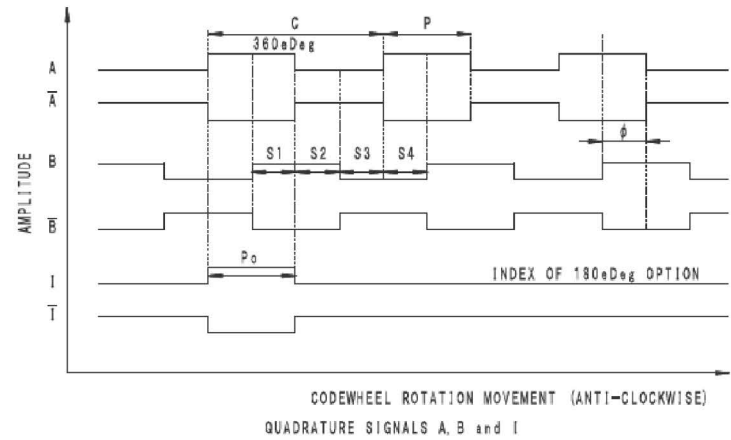 C
P
360eDeg
A
A̅
ϕ
B
S1 S2 S3 S4
B̅
AMPLITUDE
Po
I
INDEX OF 180eDeg OPTION
I̅
CODEWHEEL ROTATION MOVEMENT (ANTI-CLOCKWISE)
QUADRATURE SIGNALS A, B and I